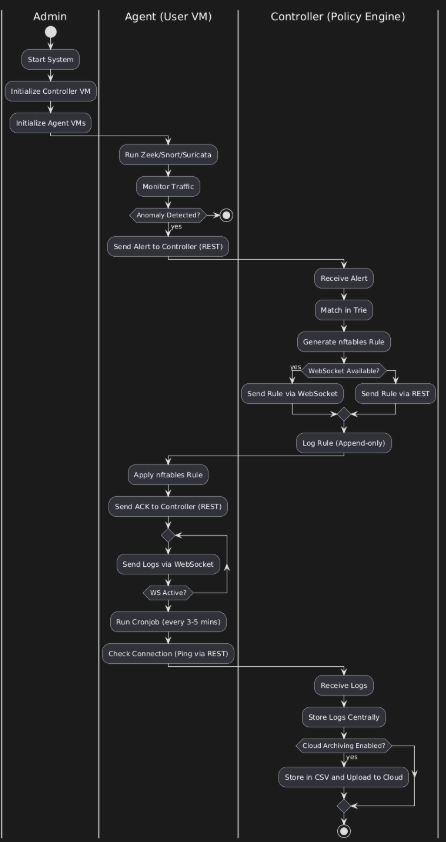 Admin
Agent (User VM)
Controller (Policy Engine)
Start System
Initialize Controller VM
Initialize Agent VMs
Run Zeek/Snort/Suricata
Monitor Traffic
Anomaly Detected?
yes
Send Alert to Controller (REST)
Receive Alert
Match in Trie
Generate nftables Rule
yes
WebSocket Available?
Send Rule via WebSocket
Send Rule via REST
Log Rule (Append-only)
Apply nftables Rule
Send ACK to Controller (REST)
Send Logs via WebSocket
WS Active?
Run Cronjob (every 3-5 mins)
Check Connection (Ping via REST)
Receive Logs
Store Logs Centrally
Cloud Archiving Enabled?
yes
Store in CSV and Upload to Cloud